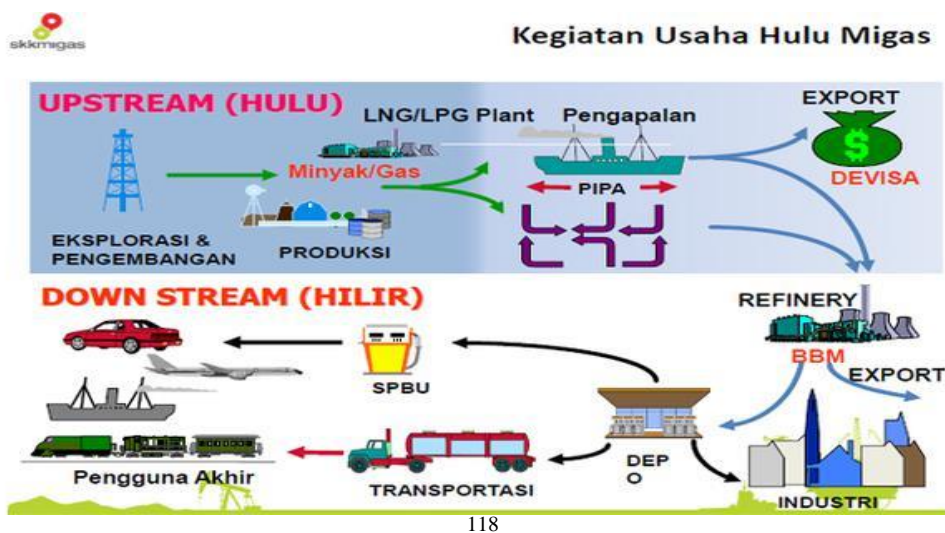 skkmigas
Kegiatan Usaha Hulu Migas
UPSTREAM (HULU)
LNG/LPG Plant
Pengapalan
EXPORT
$
DEVISA
Minyak/Gas
PIPA
EKSPLORASI &
PENGEMBANGAN
PRODUKSI
DOWN STREAM (HILIR)
REFINERY
BBM
EXPORT
SPBU
DEP
O
Pengguna Akhir
TRANSPORTASI
INDUSTRI
118